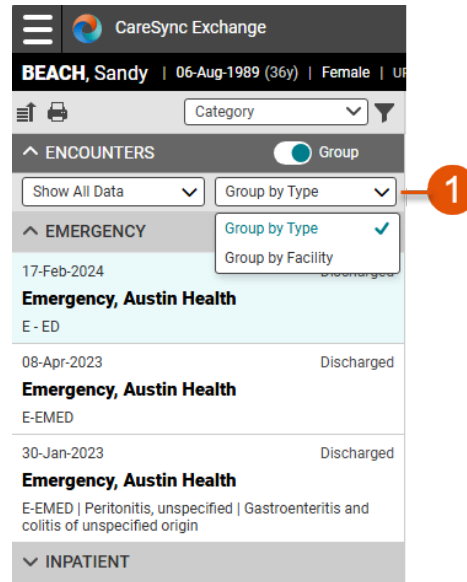 CareSync Exchange
BEACH, Sandy | 06-Aug-1989 (36y) | Female |
Category
ENCOUNTERS Group
Show All Data Group by Type
1
EMERGENCY
Group by Type
Group by Facility
17-Feb-2024 Discharged
Emergency, Austin Health
E - ED
08-Apr-2023 Discharged
Emergency, Austin Health
E-EMED
30-Jan-2023 Discharged
Emergency, Austin Health
E-EMED | Peritonitis, unspecified | Gastroenteritis and
colitis of unspecified origin
INPATIENT